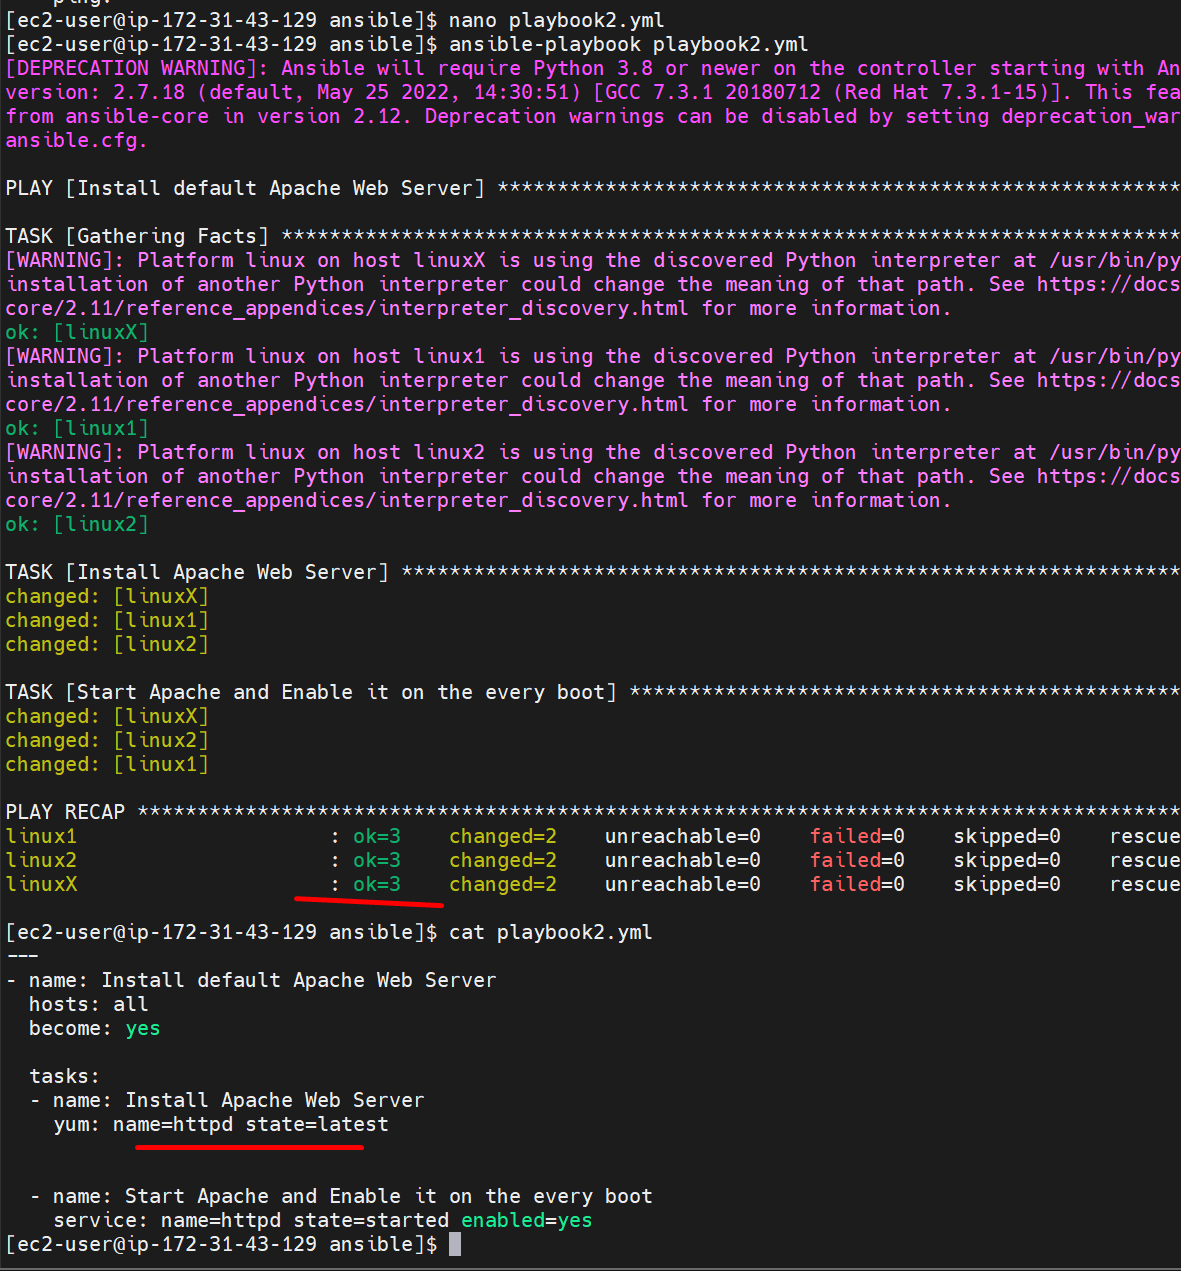 ping:
[ec2-user@ip-172-31-43-129 ansible]$ nano playbook2.yml
[ec2-user@ip-172-31-43-129 ansible]$ ansible-playbook playbook2.yml
[DEPRECATION WARNING]: Ansible will require Python 3.8 or newer on the controller starting with An
version: 2.7.18 (default, May 25 2022, 14:30:51) [GCC 7.3.1 20180712 (Red Hat 7.3.1-15)]. This fea
from ansible-core in version 2.12. Deprecation warnings can be disabled by setting deprecation_war
ansible.cfg.
PLAY [Install default Apache Web Server] *********************************************************
TASK [Gathering Facts] ***************************************************************************
[WARNING]: Platform linux on host linuxX is using the discovered Python interpreter at /usr/bin/py
installation of another Python interpreter could change the meaning of that path. See https://docs
core/2.11/reference_appendices/interpreter_discovery.html for more information.
ok: [linuxX]
[WARNING]: Platform linux on host linux1 is using the discovered Python interpreter at /usr/bin/py
installation of another Python interpreter could change the meaning of that path. See https://docs
core/2.11/reference_appendices/interpreter_discovery.html for more information.
ok: [linux1]
[WARNING]: Platform linux on host linux2 is using the discovered Python interpreter at /usr/bin/py
installation of another Python interpreter could change the meaning of that path. See https://docs
core/2.11/reference_appendices/interpreter_discovery.html for more information.
ok: [linux2]
TASK [Install Apache Web Server] *****************************************************************
changed: [linuxX]
changed: [linux1]
changed: [linux2]
TASK [Start Apache and Enable it on the every boot] **********************************************
changed: [linuxX]
changed: [linux2]
changed: [linux1]
PLAY RECAP ***************************************************************************************
linux1 : ok=3 changed=2 unreachable=0 failed=0 skipped=0 rescue
linux2 : ok=3 changed=2 unreachable=0 failed=0 skipped=0 rescue
linuxX : ok=3 changed=2 unreachable=0 failed=0 skipped=0 rescue
[ec2-user@ip-172-31-43-129 ansible]$ cat playbook2.yml
---
- name: Install default Apache Web Server
  hosts: all
  become: yes
  tasks:
  - name: Install Apache Web Server
    yum: name=httpd state=latest
  - name: Start Apache and Enable it on the every boot
    service: name=httpd state=started enabled=yes
[ec2-user@ip-172-31-43-129 ansible]$